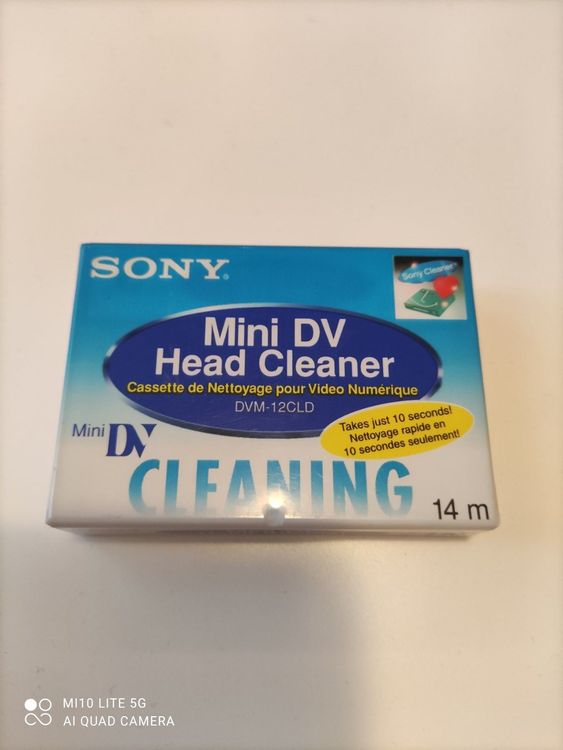 SONY
Sony Cleaner
Mini DV
Head Cleaner
Cassette de Nettoyage pour Video Numérique
DVM-12CLD
Takes just 10 seconds!
Nettoyage rapide en
10 secondes seulement!
Mini DV
CLEANING
14 m
MI10 LITE 5G
AI QUAD CAMERA